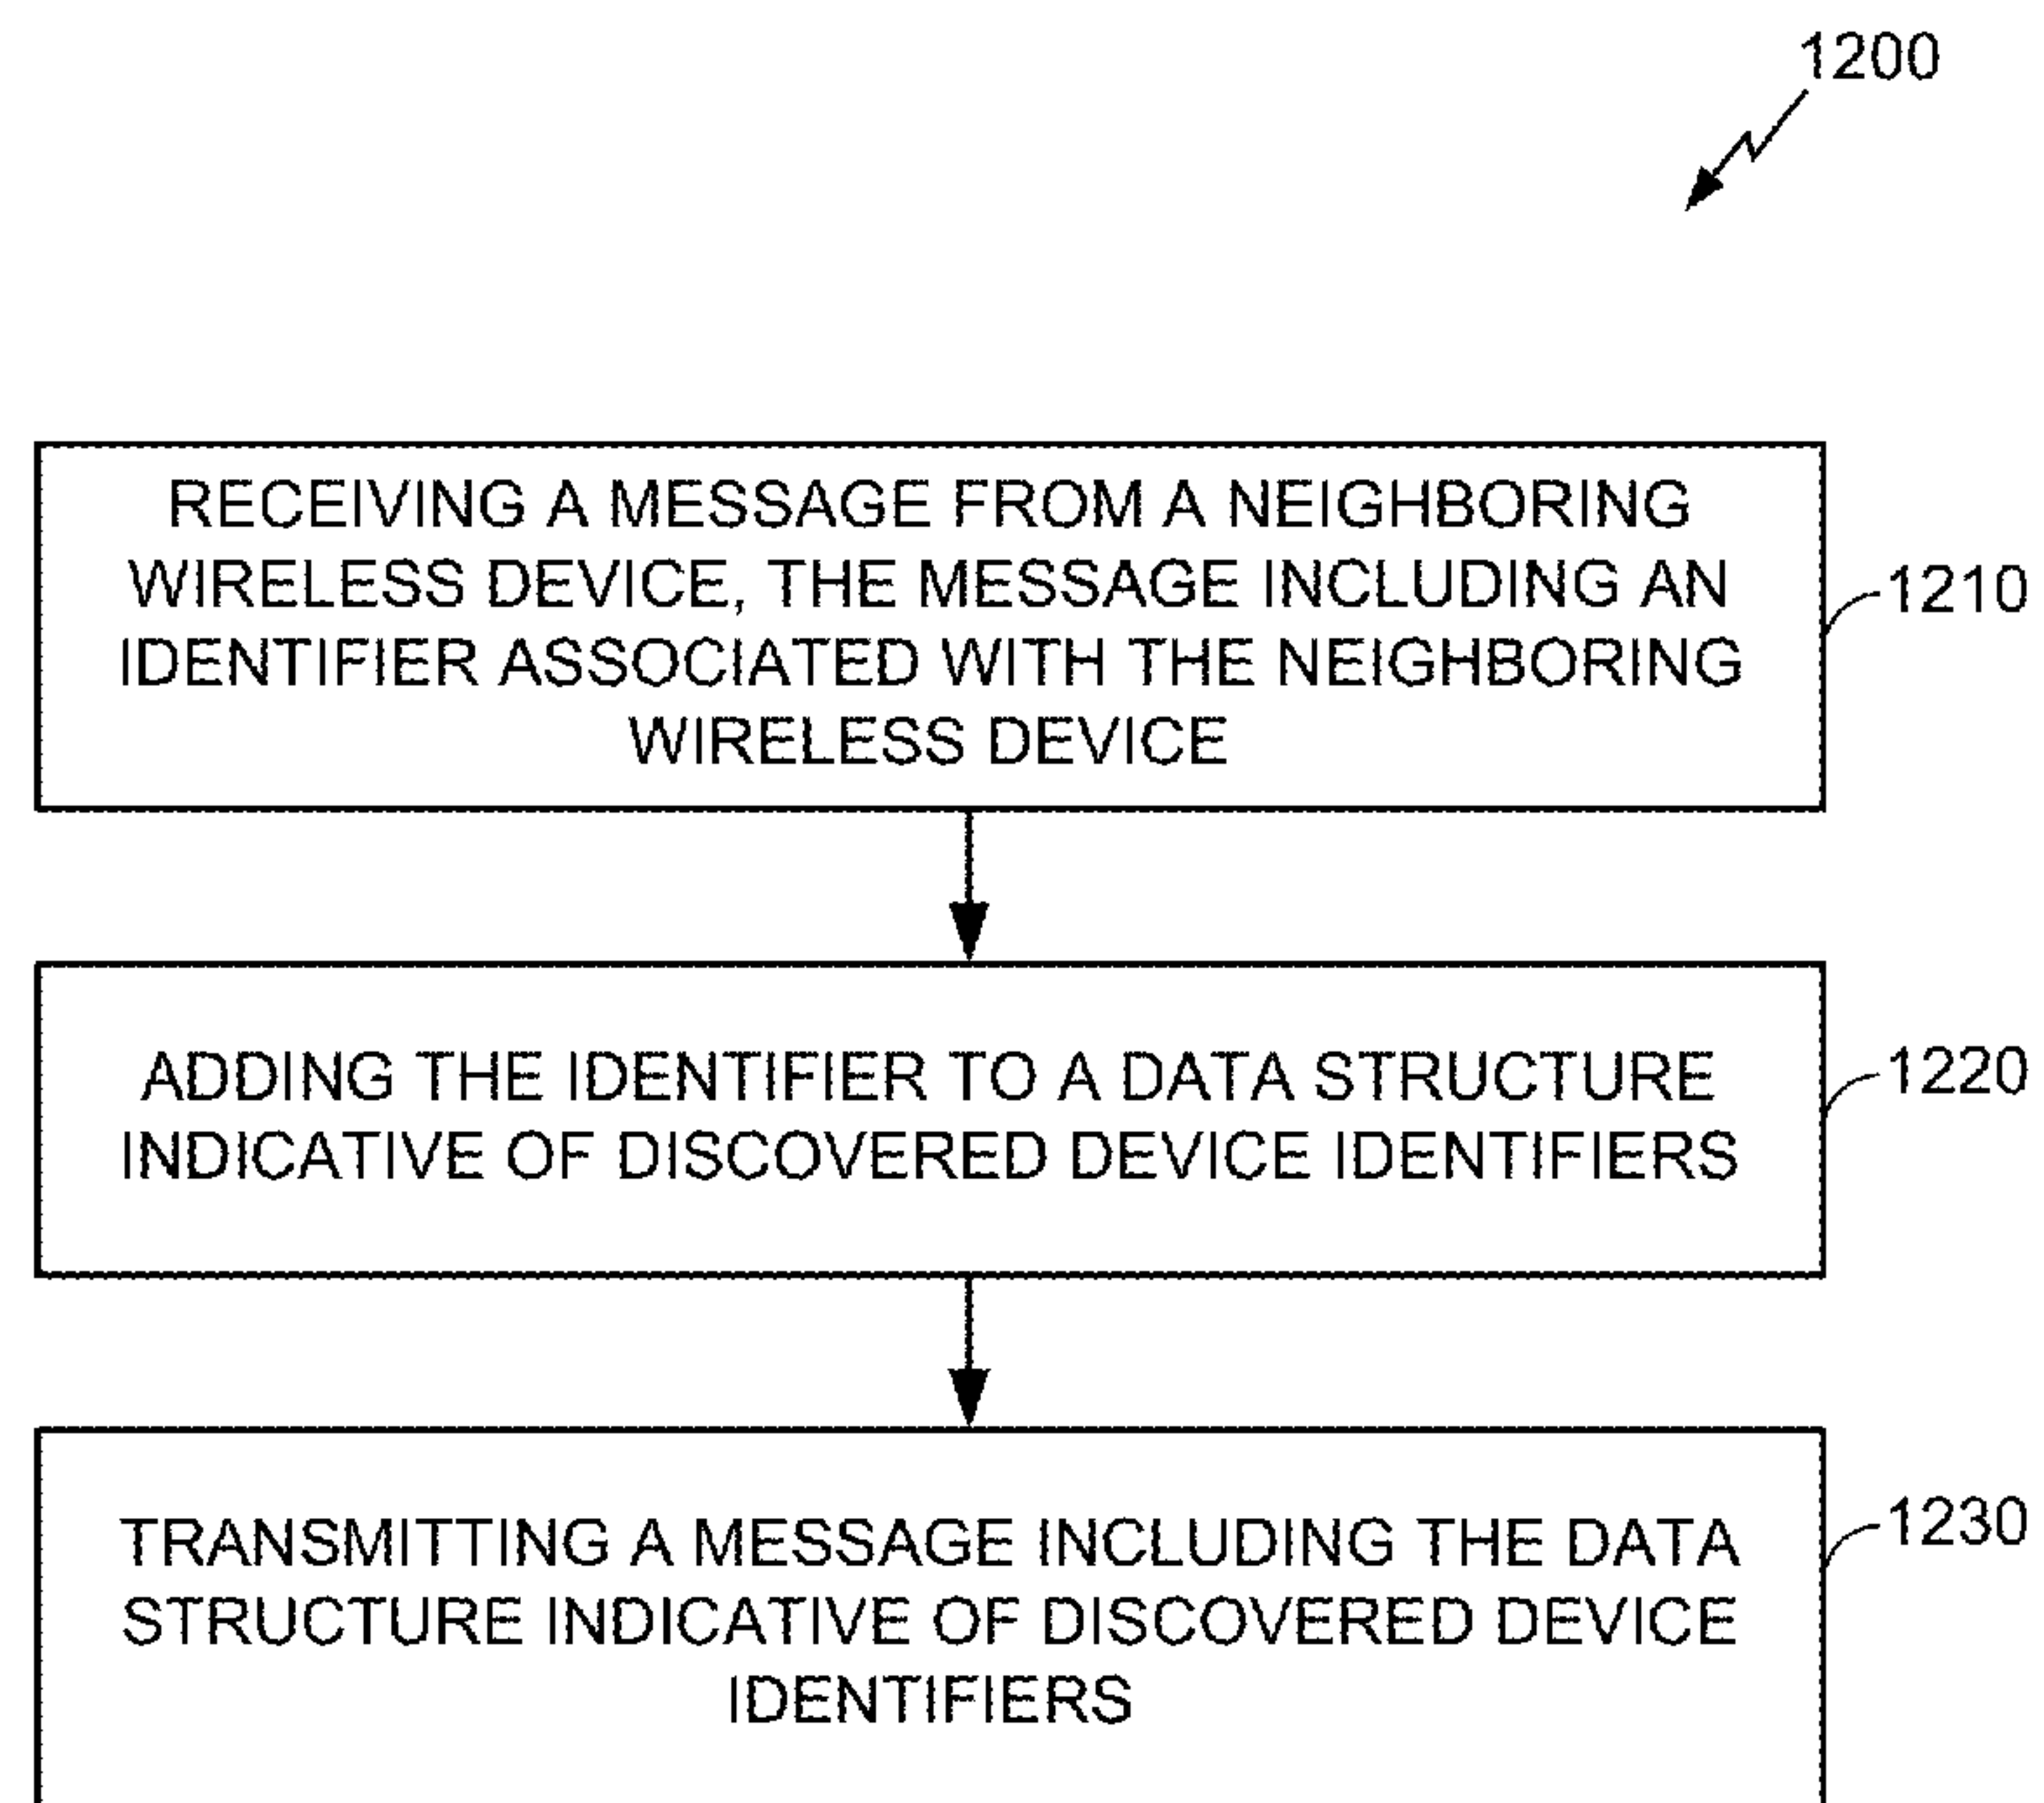 1200
RECEIVING A MESSAGE FROM A NEIGHBORING
WIRELESS DEVICE, THE MESSAGE INCLUDING AN
IDENTIFIER ASSOCIATED WITH THE NEIGHBORING
WIRELESS DEVICE
1210
ADDING THE IDENTIFIER TO A DATA STRUCTURE
INDICATIVE OF DISCOVERED DEVICE IDENTIFIERS
1220
TRANSMITTING A MESSAGE INCLUDING THE DATA
STRUCTURE INDICATIVE OF DISCOVERED DEVICE
IDENTIFIERS
1230